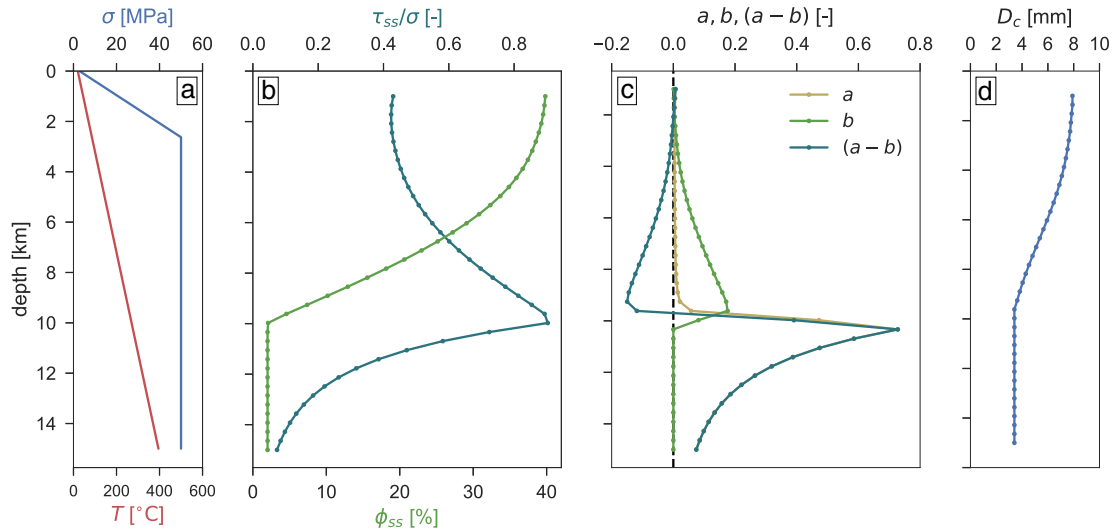 σ [MPa]
0 20 40 60
0 200 400 600
T [°C]
depth [km]
0
2
4
6
8
10
12
14
a
τss/σ [-]
0.0 0.2 0.4 0.6 0.8
b
0.0 10 20 30 40
ϕss [%]
a, b, (a − b) [-]
−0.2 0.0 0.2 0.4 0.6 0.8
c
a
b
(a − b)
Dc [mm]
0 2 4 6 8 10
d